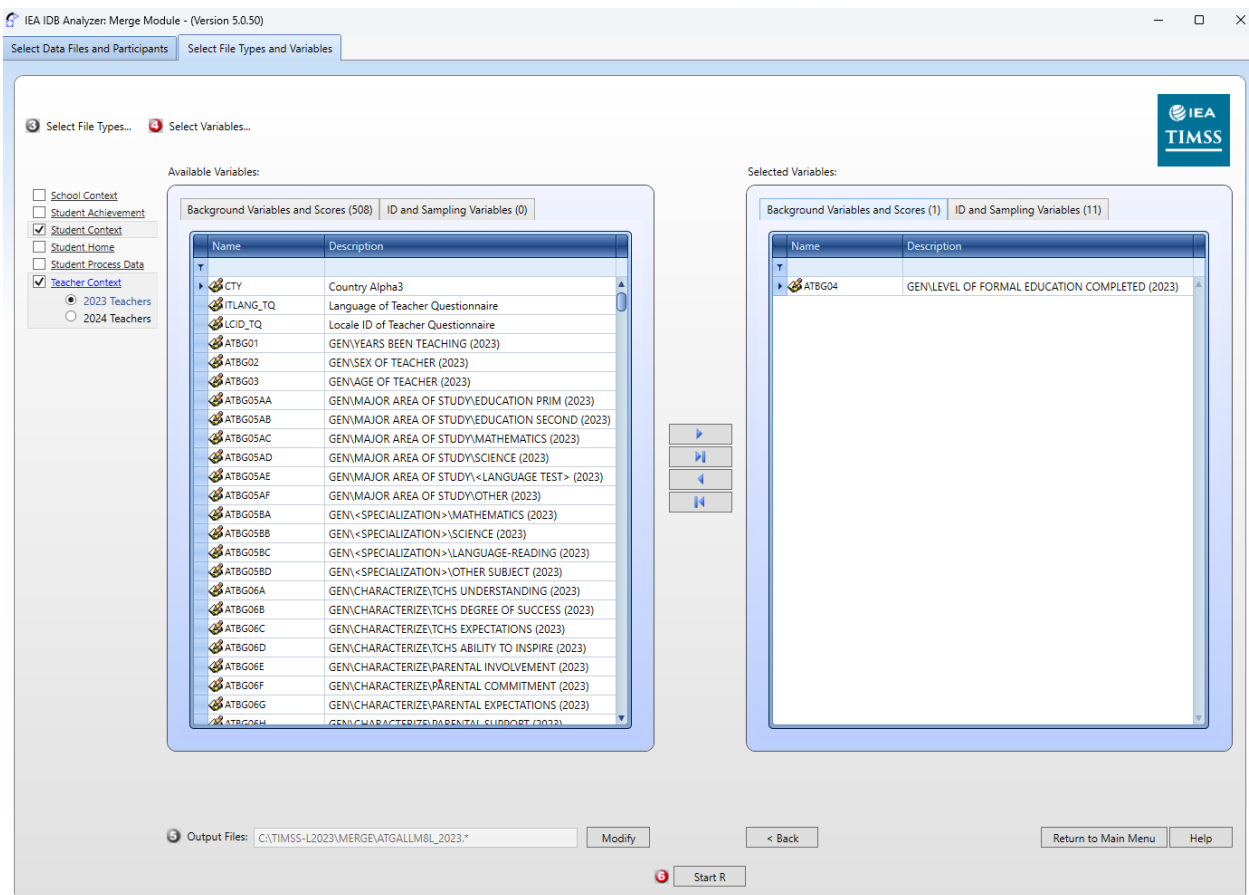 IEA IDB Analyzer: Merge Module - (Version 5.0.50)
Select Data Files and Participants
Select File Types and Variables
3 Select File Types...
4 Select Variables...
IEA
TIMSS
School Context
Student Achievement
Student Context
Student Home
Student Process Data
Teacher Context
2023 Teachers
2024 Teachers
Available Variables:
Background Variables and Scores (508)
ID and Sampling Variables (0)
Name Description
CTY Country Alpha3
ITLANG_TQ Language of Teacher Questionnaire
LCID_TQ Locale ID of Teacher Questionnaire
ATBG01 GEN\YEARS BEEN TEACHING (2023)
ATBG02 GEN\SEX OF TEACHER (2023)
ATBG03 GEN\AGE OF TEACHER (2023)
ATBG05AA GEN\MAJOR AREA OF STUDY\EDUCATION PRIM (2023)
ATBG05AB GEN\MAJOR AREA OF STUDY\EDUCATION SECOND (2023)
ATBG05AC GEN\MAJOR AREA OF STUDY\MATHEMATICS (2023)
ATBG05AD GEN\MAJOR AREA OF STUDY\SCIENCE (2023)
ATBG05AE GEN\MAJOR AREA OF STUDY\<LANGUAGE TEST> (2023)
ATBG05AF GEN\MAJOR AREA OF STUDY\OTHER (2023)
ATBG05BA GEN\<SPECIALIZATION>\MATHEMATICS (2023)
ATBG05BB GEN\<SPECIALIZATION>\SCIENCE (2023)
ATBG05BC GEN\<SPECIALIZATION>\LANGUAGE-READING (2023)
ATBG05BD GEN\<SPECIALIZATION>\OTHER SUBJECT (2023)
ATBG06A GEN\CHARACTERIZE\TCHS UNDERSTANDING (2023)
ATBG06B GEN\CHARACTERIZE\TCHS DEGREE OF SUCCESS (2023)
ATBG06C GEN\CHARACTERIZE\TCHS EXPECTATIONS (2023)
ATBG06D GEN\CHARACTERIZE\TCHS ABILITY TO INSPIRE (2023)
ATBG06E GEN\CHARACTERIZE\PARENTAL INVOLVEMENT (2023)
ATBG06F GEN\CHARACTERIZE\PARENTAL COMMITMENT (2023)
ATBG06G GEN\CHARACTERIZE\PARENTAL EXPECTATIONS (2023)
ATBG06H GEN\CHARACTERIZE\PARENTAL SUPPORT (2023)
Selected Variables:
Background Variables and Scores (1)
ID and Sampling Variables (11)
Name Description
ATBG04 GEN\LEVEL OF FORMAL EDUCATION COMPLETED (2023)
5 Output Files: C:\TIMSS-L2023\MERGE\ATGALLM8L_2023.*
Modify
< Back
Return to Main Menu
Help
6 Start R